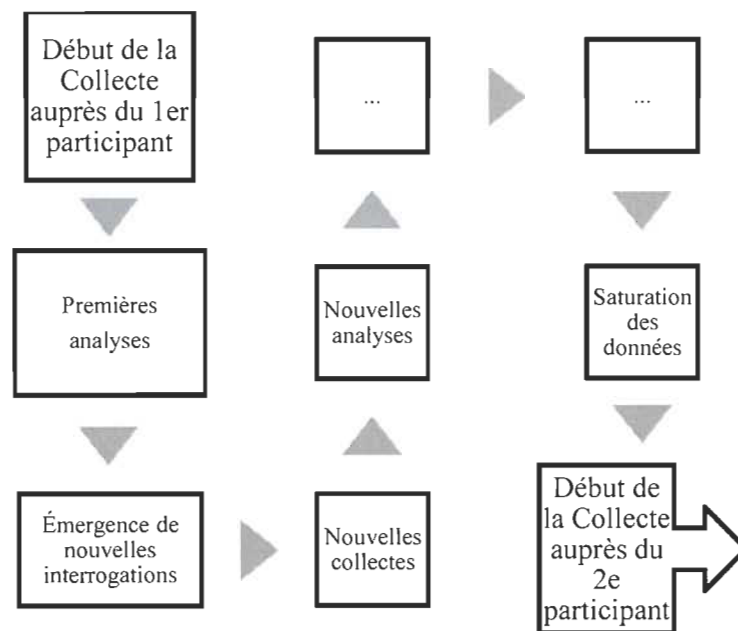 Début de la
Collecte
auprès du 1er
participant
Premières
analyses
Émergence de
nouvelles
interrogations
Nouvelles
collectes
Nouvelles
analyses
...
...
Saturation
des
données
Début de
la Collecte
auprès du
2e
participant